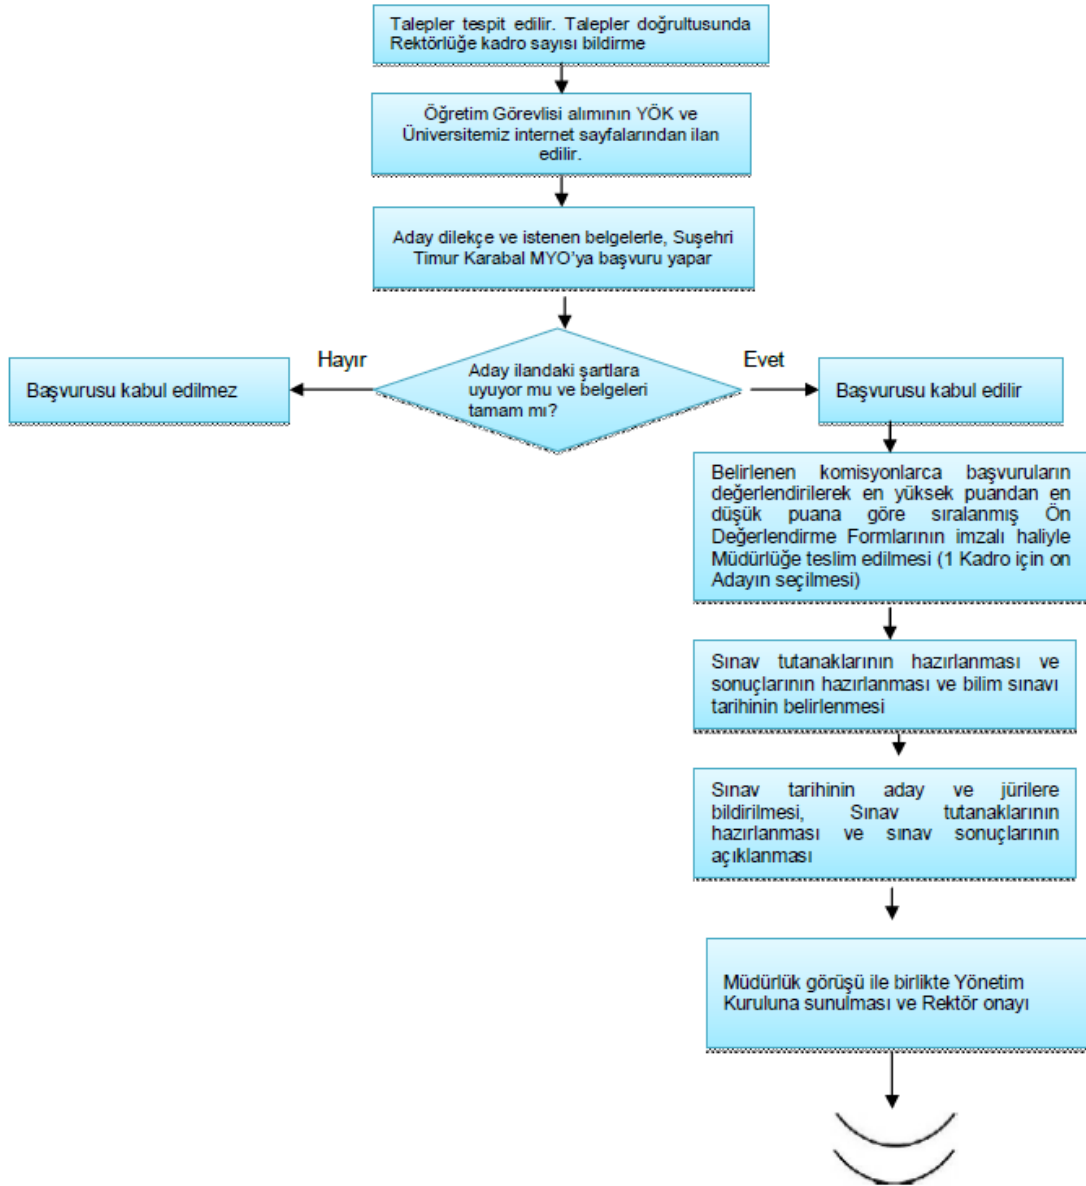 Talepler tespit edilir. Talepler doğrultusunda
Rektörlüğe kadro sayısı bildirme
Öğretim Görevlisi alımının YÖK ve
Üniversitemiz internet sayfalarından ilan
edilir.
Aday dilekçe ve istenen belgelerle, Suşehri
Timur Karabal MYO'ya başvuru yapar
Hayır
Evet
Başvurusu kabul edilmez
Aday ilandaki şartlara
uyuyor mu ve belgeleri
tamam mı?
Başvurusu kabul edilir
Belirlenen komisyonlarca başvuruların
değerlendirilerek en yüksek puandan en
düşük puana göre sıralanmış Ön
Değerlendirme Formlarının imzalı haliyle
Müdürlüğe teslim edilmesi (1 Kadro için on
Adayın seçilmesi)
Sınav tutanaklarının hazırlanması ve
sonuçlarının hazırlanması ve bilim sınavı
tarihinin belirlenmesi
Sınav tarihinin aday ve jürilere
bildirilmesi, Sınav tutanaklarının
hazırlanması ve sınav sonuçlarının
açıklanması
Müdürlük görüşü ile birlikte Yönetim
Kuruluna sunulması ve Rektör onayı